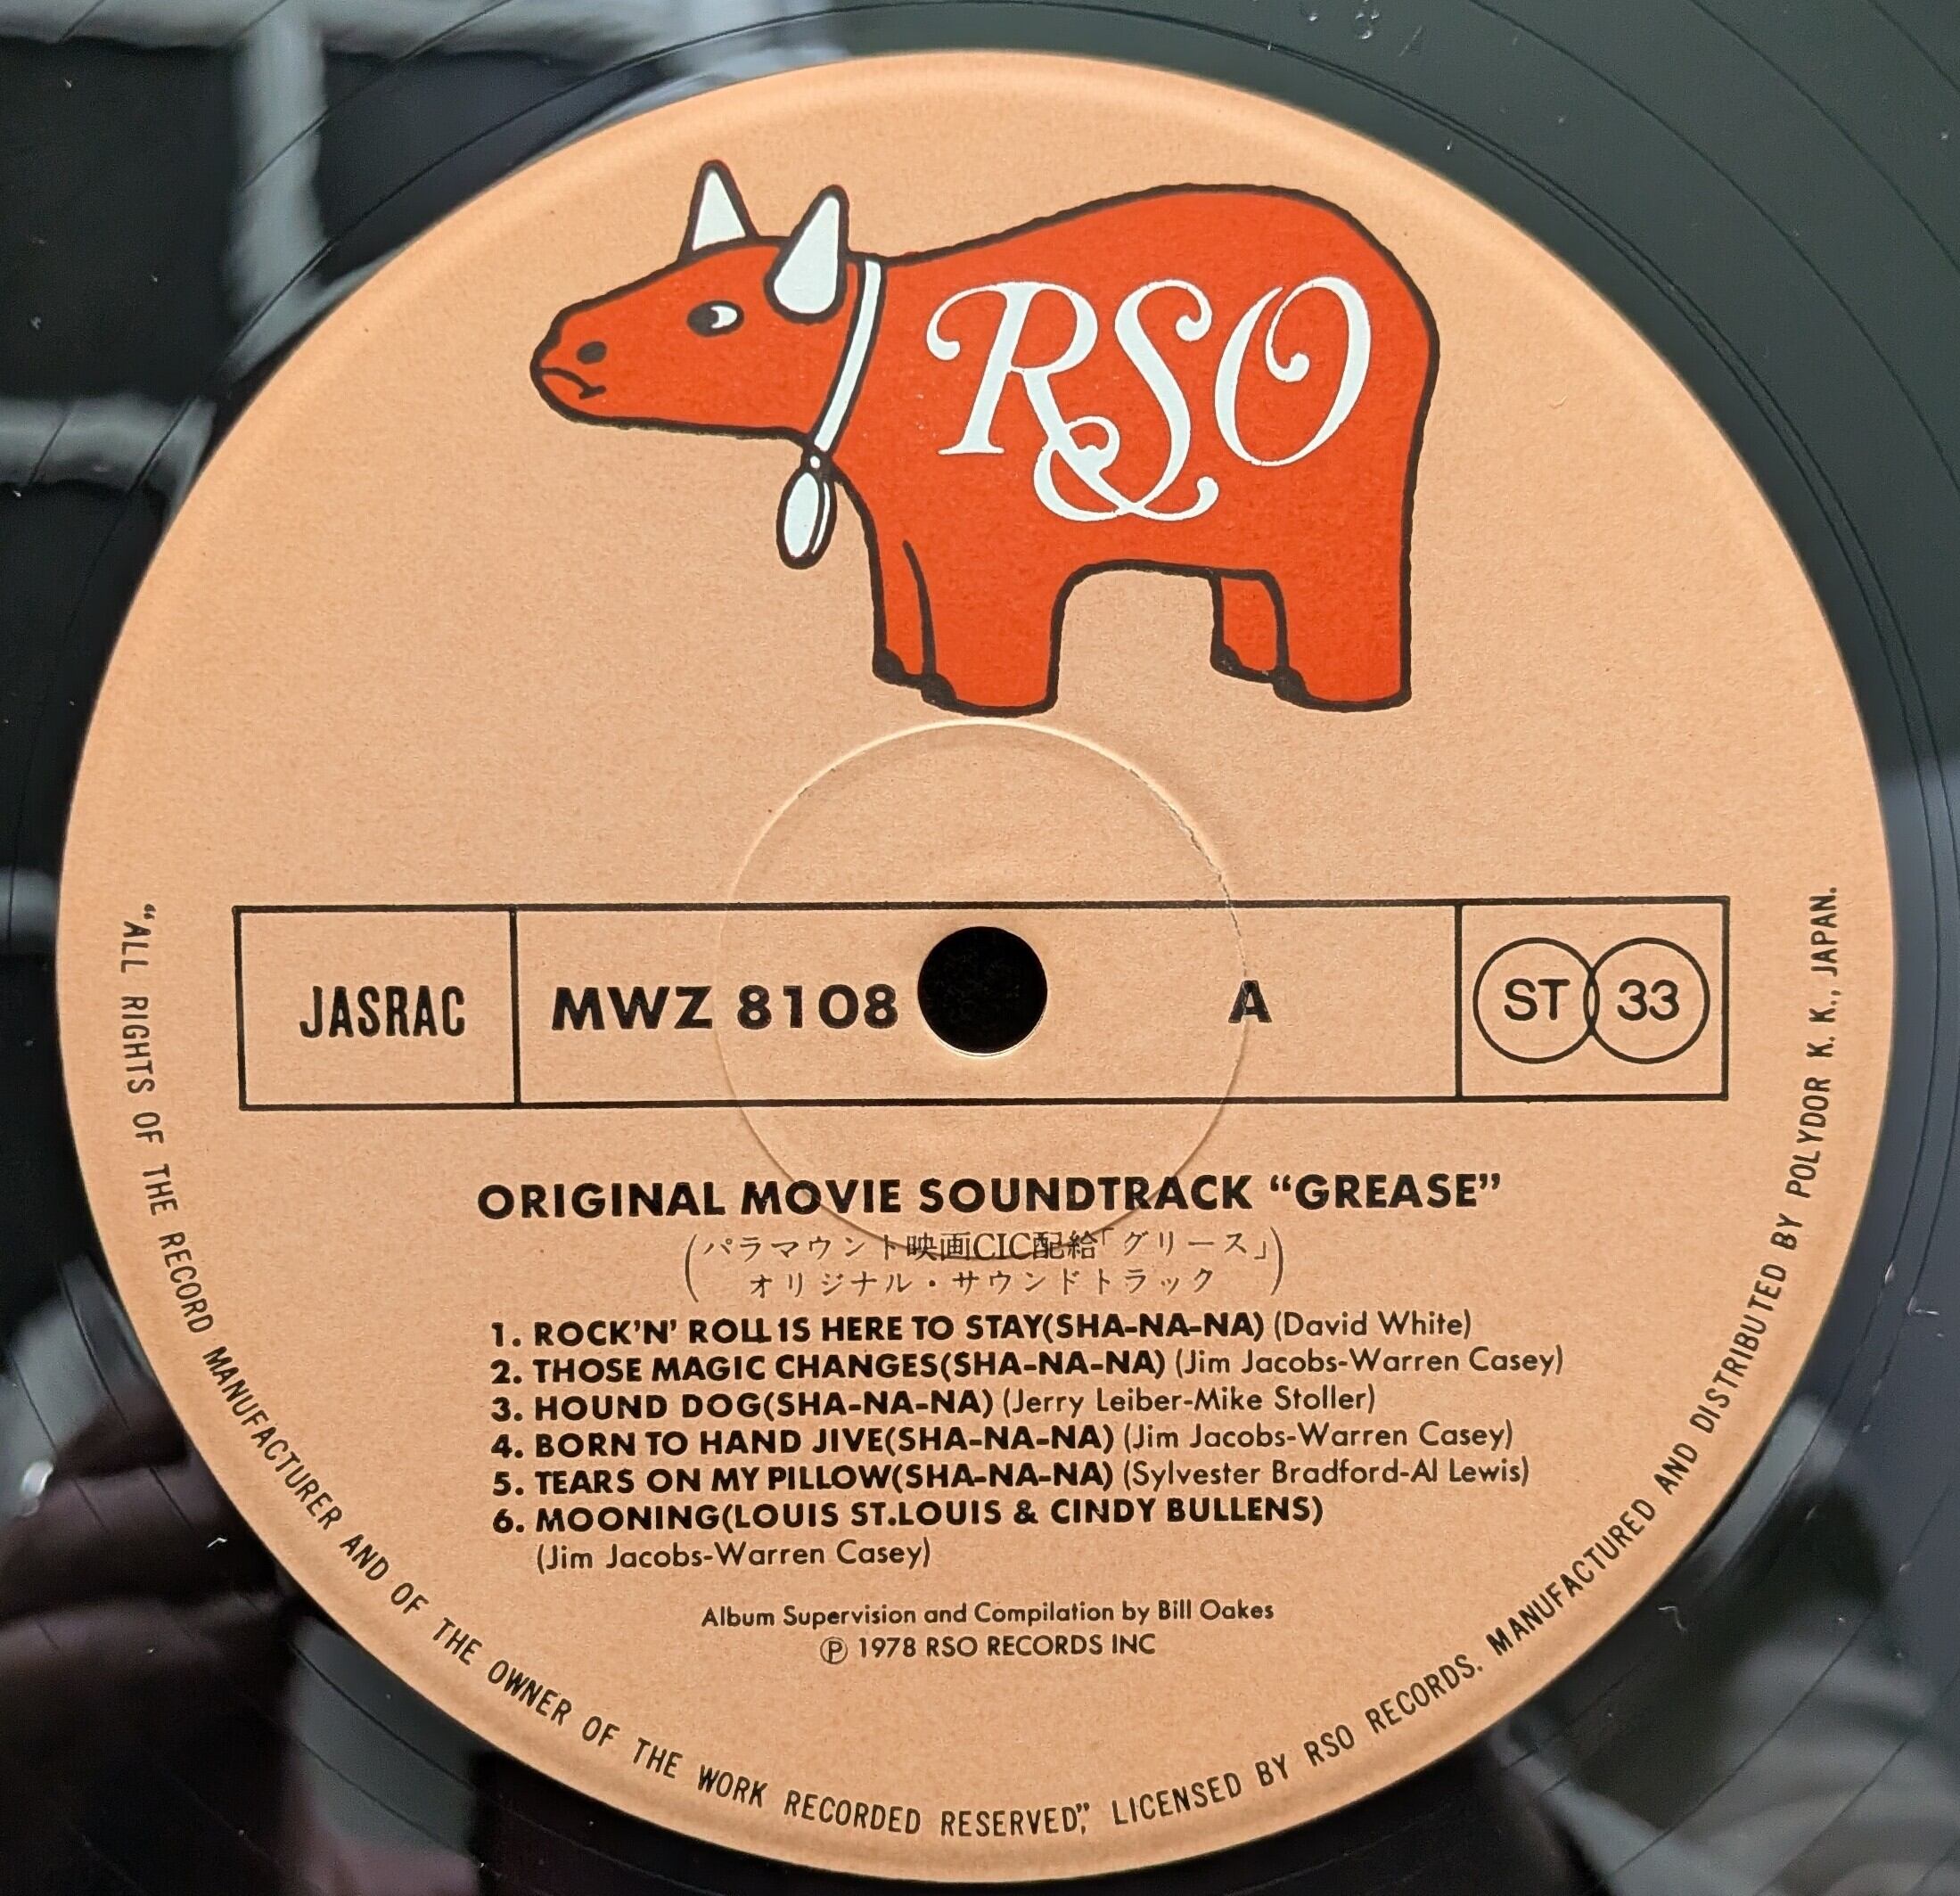 RSO
JASRAC
MWZ 8108
A
ST 33
ORIGINAL MOVIE SOUNDTRACK “GREASE”
(パラマウント映画CIC配給「グリース」
オリジナル・サウンドトラック)
1. ROCK’N’ ROLL IS HERE TO STAY(SHA-NA-NA) (David White)
2. THOSE MAGIC CHANGES(SHA-NA-NA) (Jim Jacobs-Warren Casey)
3. HOUND DOG(SHA-NA-NA) (Jerry Leiber-Mike Stoller)
4. BORN TO HAND JIVE(SHA-NA-NA) (Jim Jacobs-Warren Casey)
5. TEARS ON MY PILLOW(SHA-NA-NA) (Sylvester Bradford-Al Lewis)
6. MOONING(LOUIS ST.LOUIS & CINDY BULLENS)
(Jim Jacobs-Warren Casey)
Album Supervision and Compilation by Bill Oakes
Ⓟ 1978 RSO RECORDS INC
“ALL RIGHTS OF THE RECORD MANUFACTURER AND OF THE OWNER OF THE WORK RECORDED RESERVED,” LICENSED BY RSO RECORDS. MANUFACTURED AND DISTRIBUTED BY POLYDOR K. K., JAPAN.